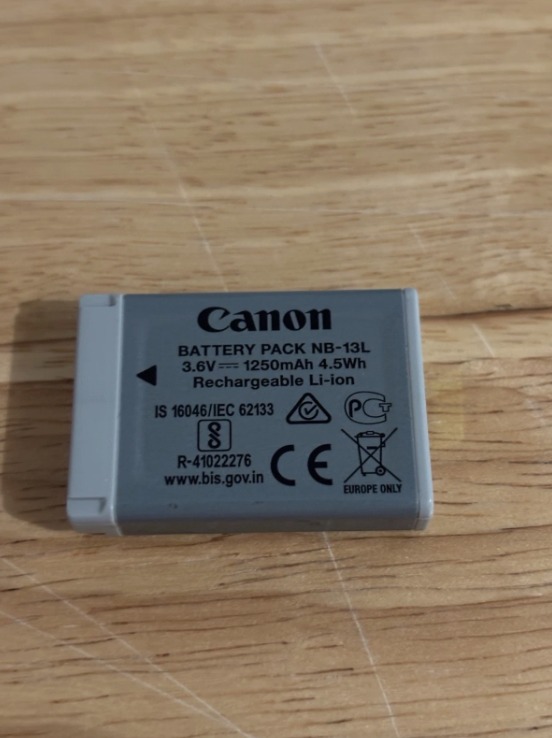 Canon
BATTERY PACK NB-13L
3.6V⎓ 1250mAh 4.5Wh
Rechargeable Li-ion
IS 16046/IEC 62133
R-41022276
www.bis.gov.in
CE
EUROPE ONLY